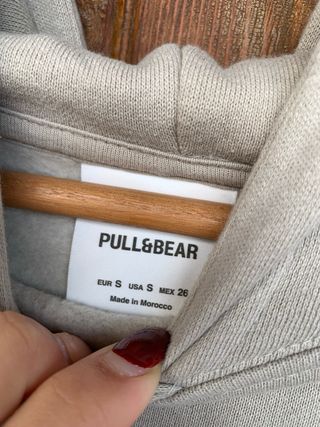 PULL&BEAR
EUR S USA S MEX 26
Made in Morocco